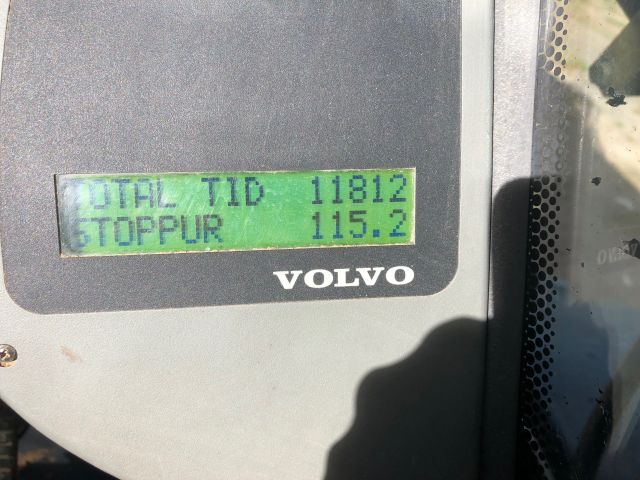 TOTAL TID 11812
STOPPUR 115.2
VOLVO